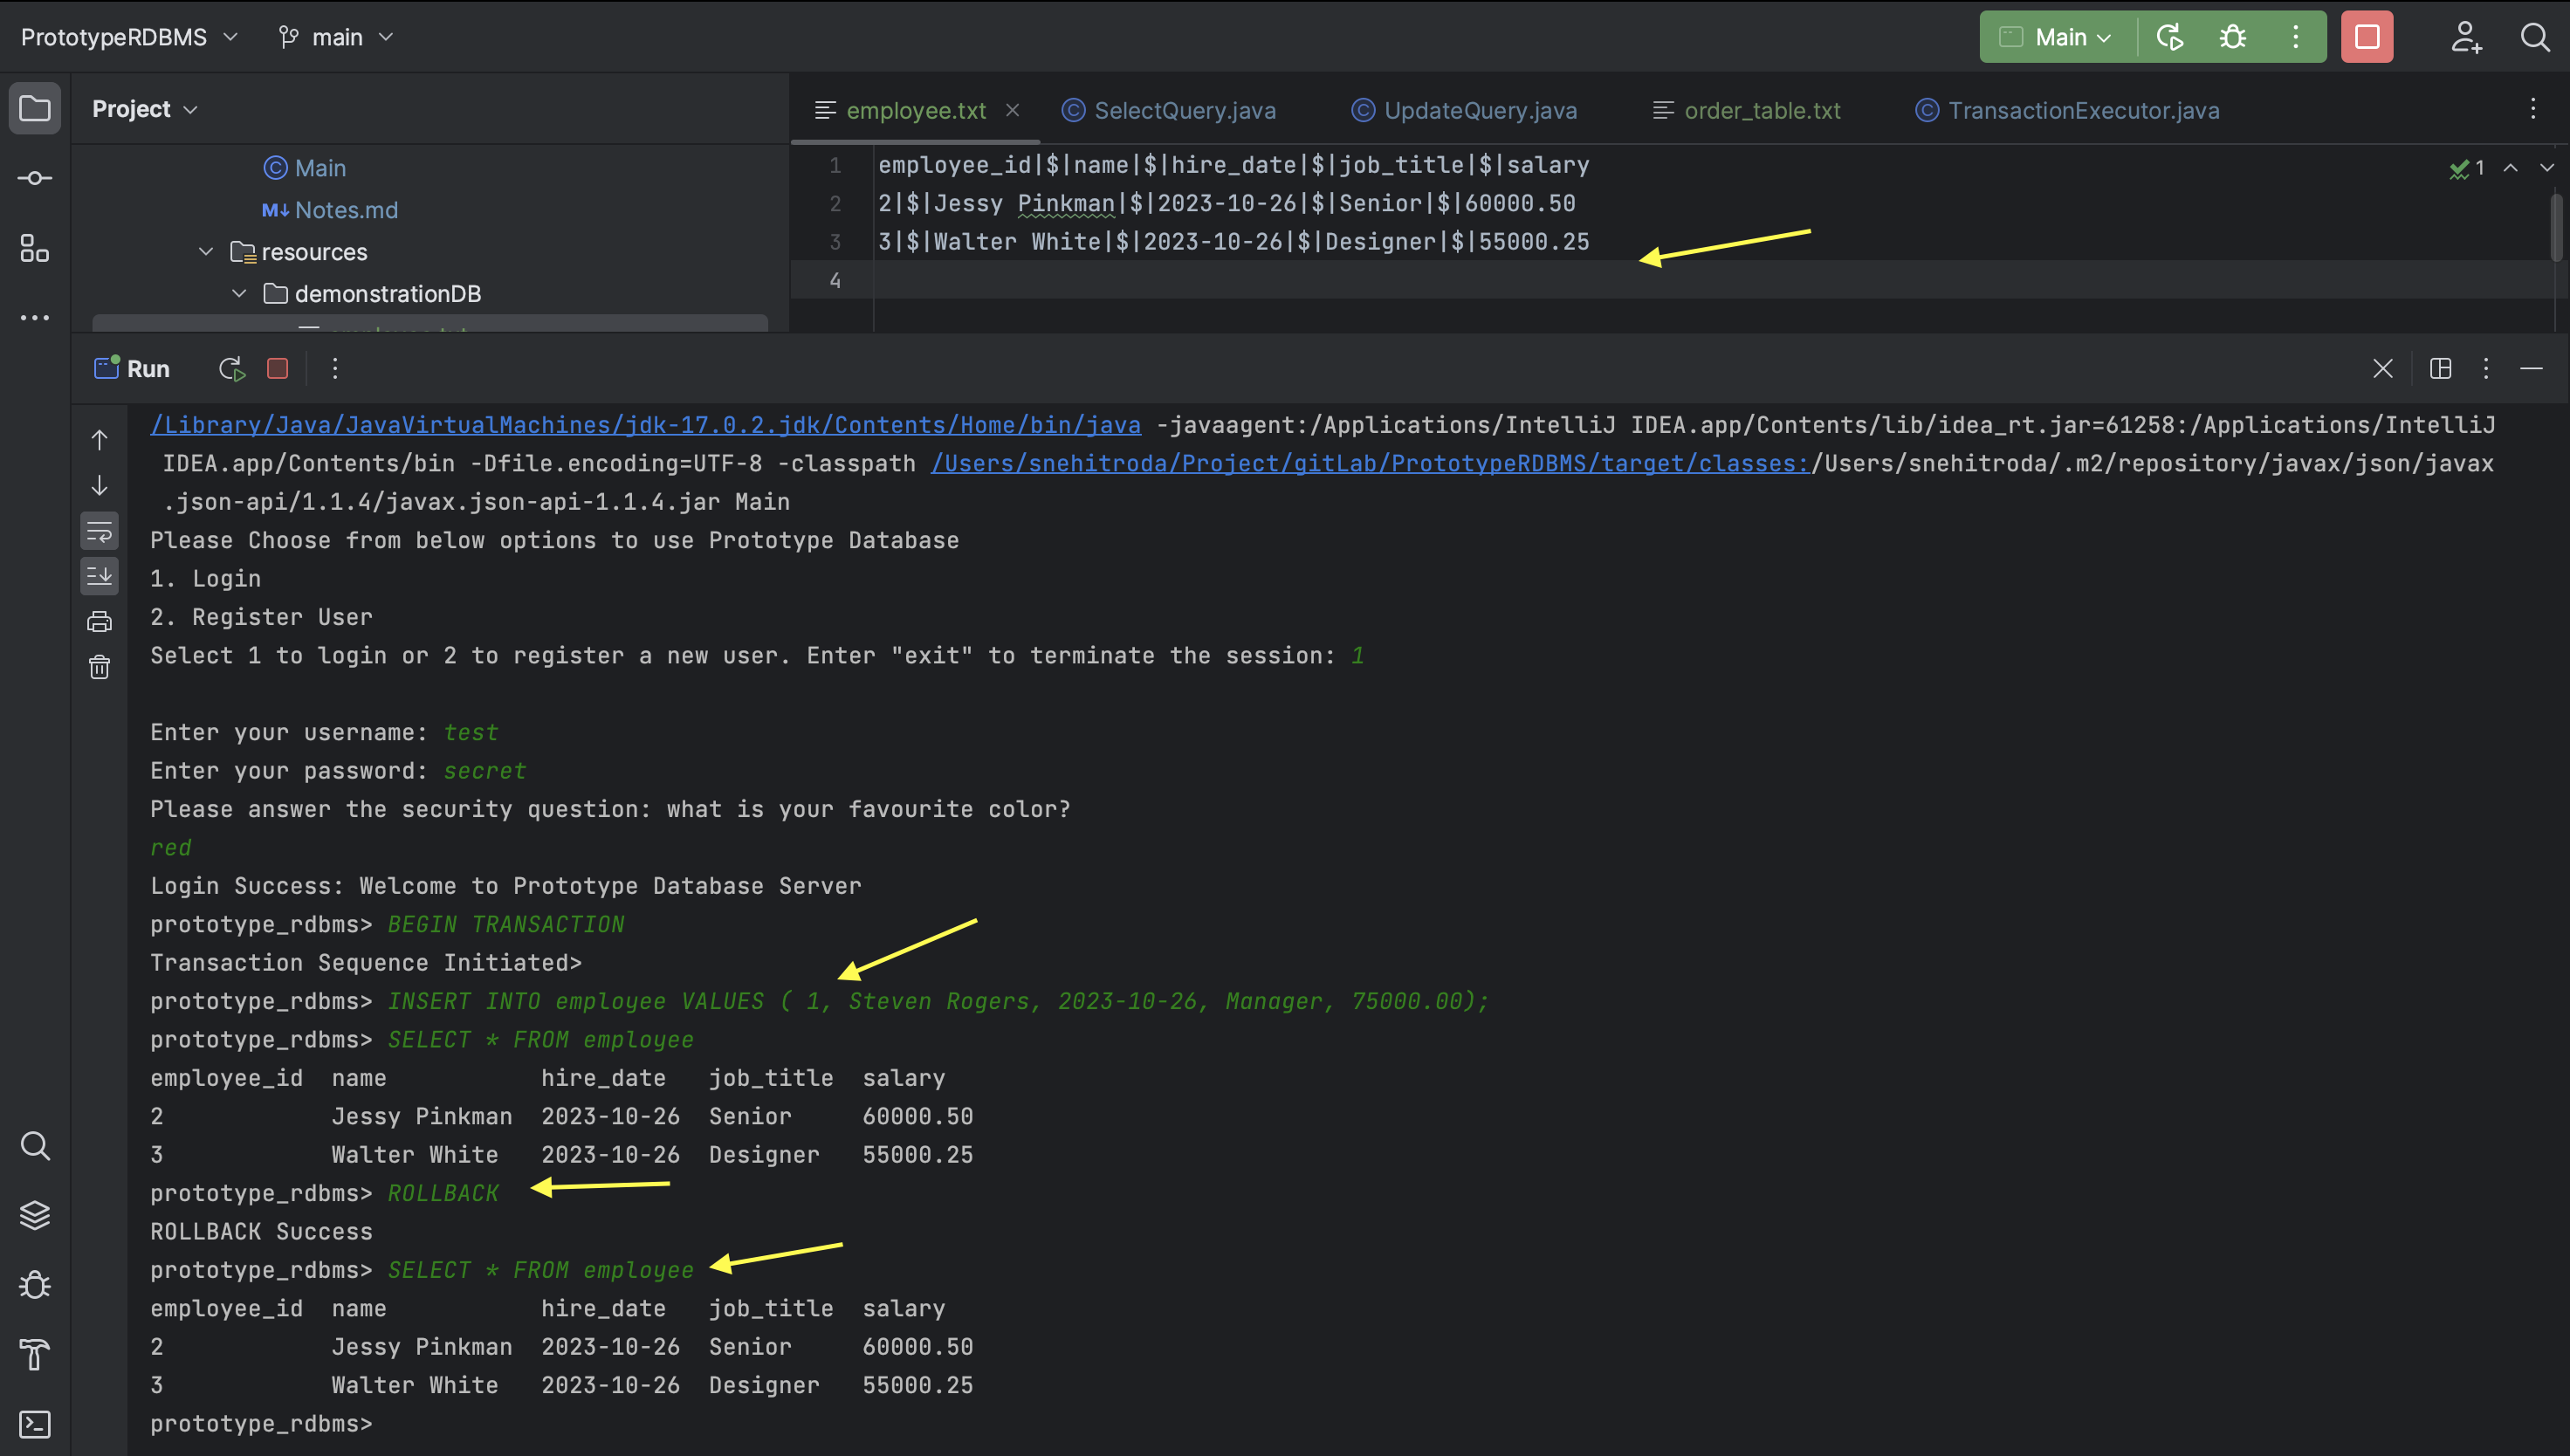 PrototypeRDBMS main Main
Project
employee.txt SelectQuery.java UpdateQuery.java order_table.txt TransactionExecutor.java
Main
Notes.md
resources
demonstrationDB
1 employee_id|$|name|$|hire_date|$|job_title|$|salary
2 2|$|Jessy Pinkman|$|2023-10-26|$|Senior|$|60000.50
3 3|$|Walter White|$|2023-10-26|$|Designer|$|55000.25
4
1
Run
/Library/Java/JavaVirtualMachines/jdk-17.0.2.jdk/Contents/Home/bin/java -javaagent:/Applications/IntelliJ IDEA.app/Contents/lib/idea_rt.jar=61258:/Applications/IntelliJ
IDEA.app/Contents/bin -Dfile.encoding=UTF-8 -classpath /Users/snehitroda/Project/gitLab/PrototypeRDBMS/target/classes:/Users/snehitroda/.m2/repository/javax/json/javax
.json-api/1.1.4/javax.json-api-1.1.4.jar Main
Please Choose from below options to use Prototype Database
1. Login
2. Register User
Select 1 to login or 2 to register a new user. Enter "exit" to terminate the session: 1
Enter your username: test
Enter your password: secret
Please answer the security question: what is your favourite color?
red
Login Success: Welcome to Prototype Database Server
prototype_rdbms> BEGIN TRANSACTION
Transaction Sequence Initiated>
prototype_rdbms> INSERT INTO employee VALUES ( 1, Steven Rogers, 2023-10-26, Manager, 75000.00);
prototype_rdbms> SELECT * FROM employee
employee_id name hire_date job_title salary
2 Jessy Pinkman 2023-10-26 Senior 60000.50
3 Walter White 2023-10-26 Designer 55000.25
prototype_rdbms> ROLLBACK
ROLLBACK Success
prototype_rdbms> SELECT * FROM employee
employee_id name hire_date job_title salary
2 Jessy Pinkman 2023-10-26 Senior 60000.50
3 Walter White 2023-10-26 Designer 55000.25
prototype_rdbms>